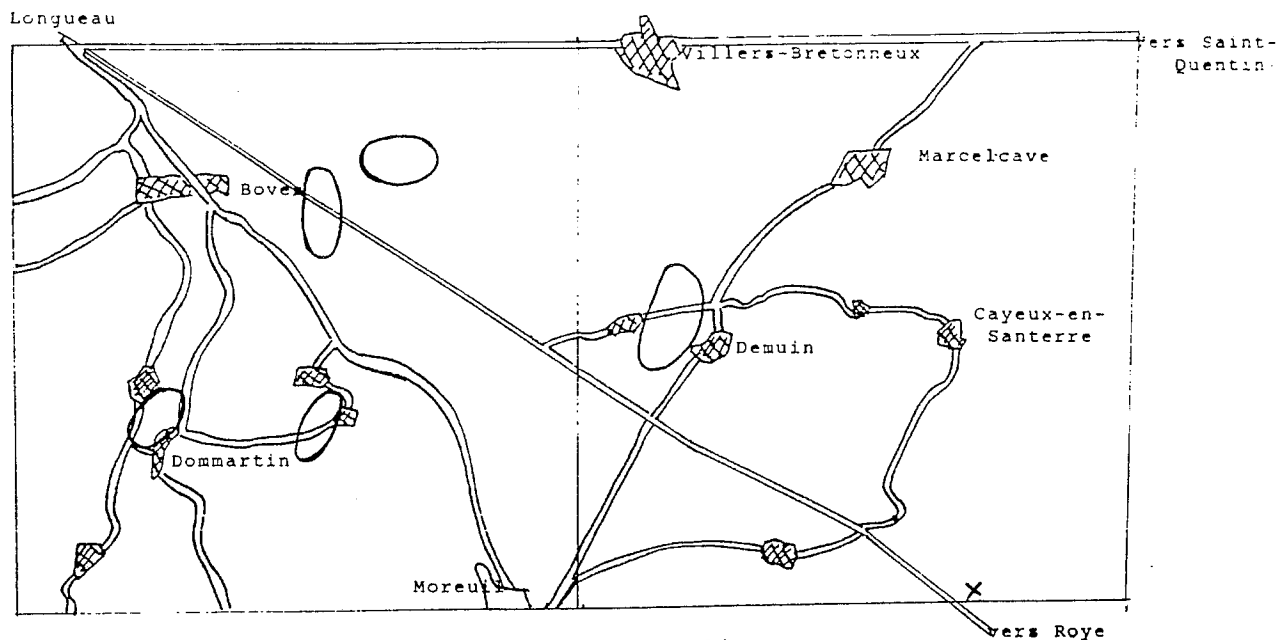 Longueau
Villers-Bretonneux
vers Saint-
Quentin
Marcelcave
Boves
Cayeux-en-
Santerre
Demuin
Dommartin
Moreuil
vers Roye